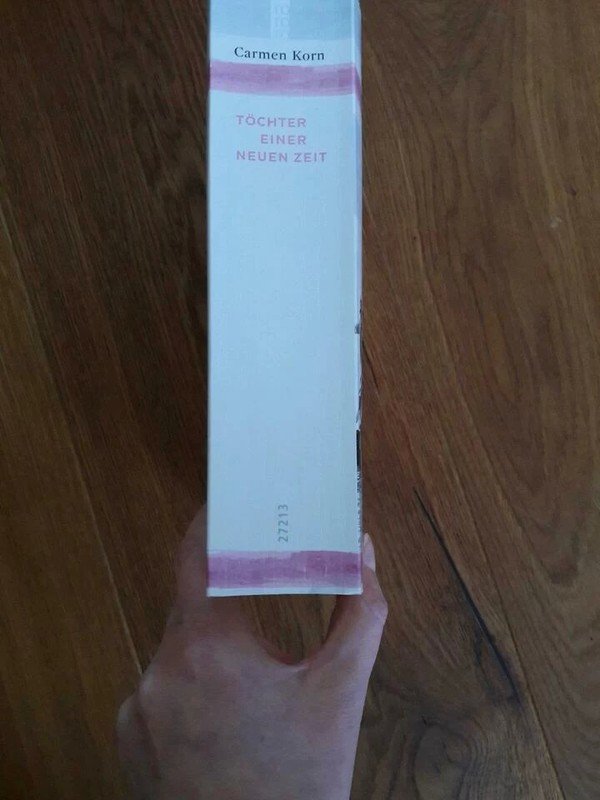 Carmen Korn
TÖCHTER
EINER
NEUEN ZEIT
27213